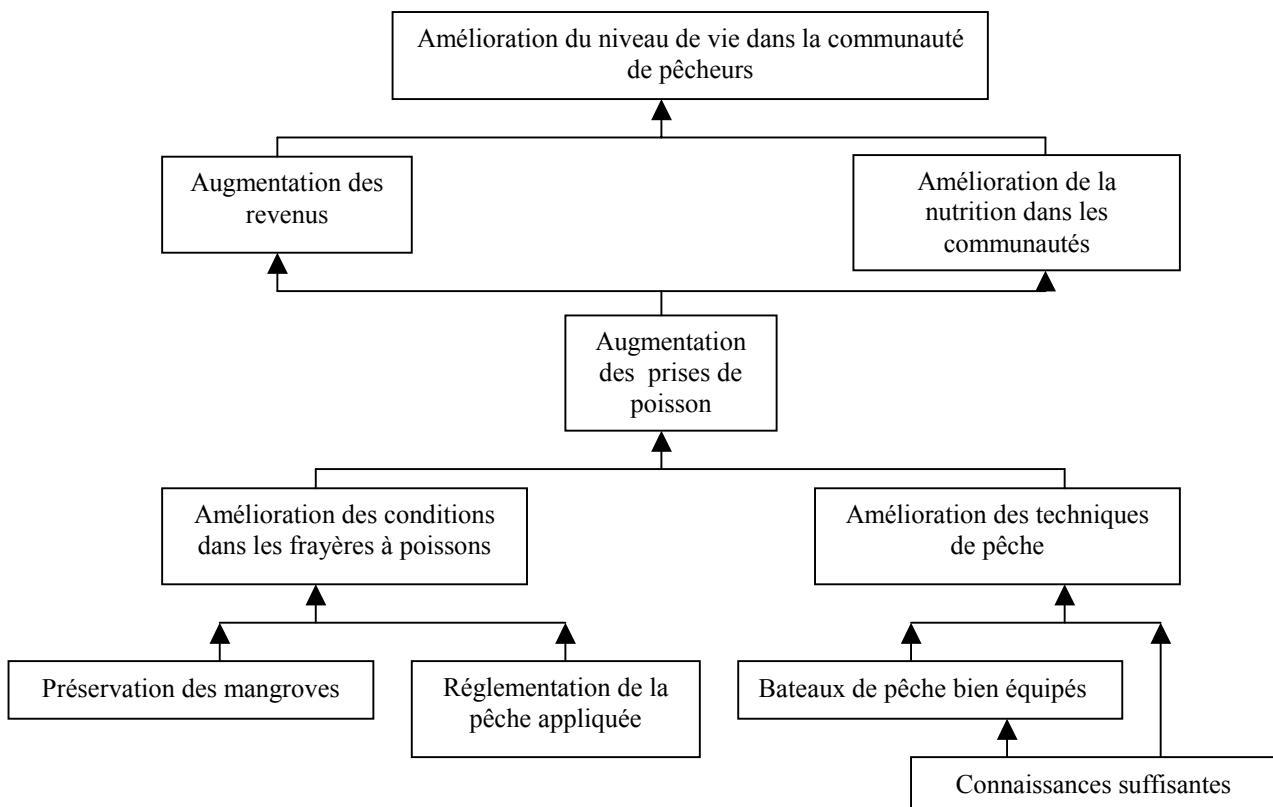 Amélioration du niveau de vie dans la communauté
de pêcheurs
Augmentation des
revenus
Amélioration de la
nutrition dans les
communautés
Augmentation
des prises de
poisson
Amélioration des conditions
dans les frayères à poissons
Amélioration des techniques
de pêche
Préservation des mangroves
Réglementation de la
pêche appliquée
Bateaux de pêche bien équipés
Connaissances suffisantes